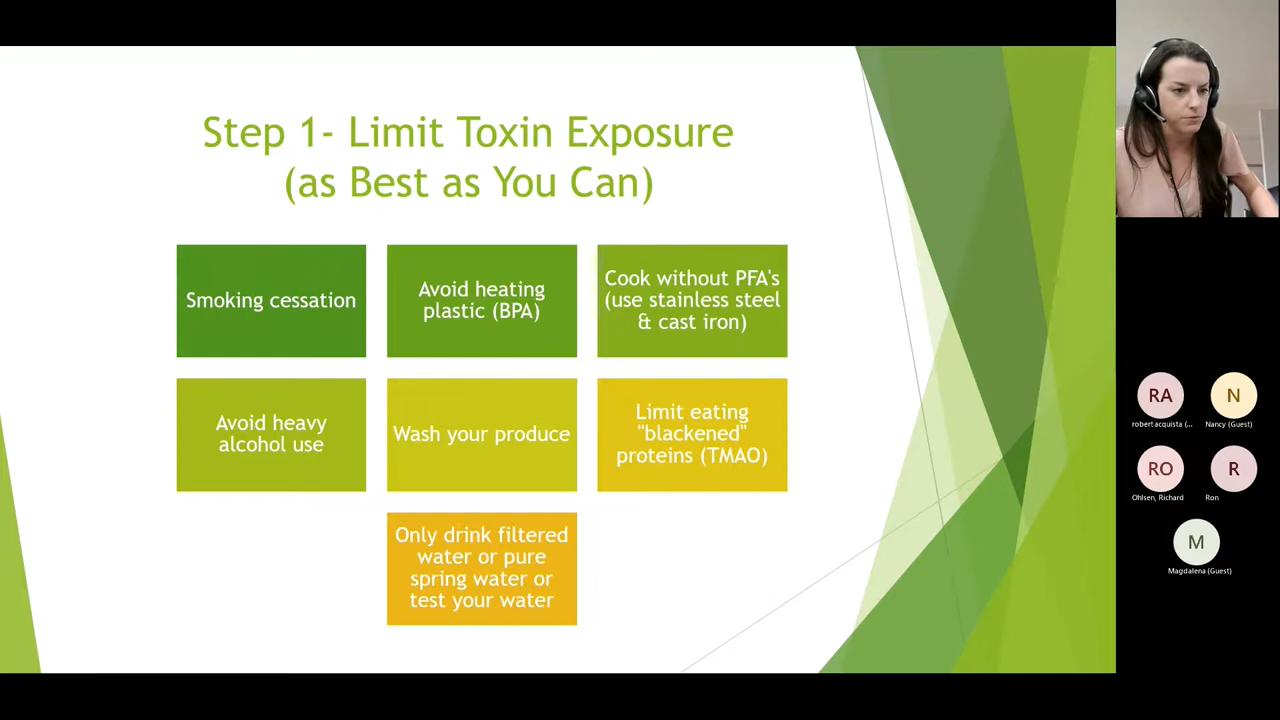 Step 1- Limit Toxin Exposure
(as Best as You Can)
Smoking cessation
Avoid heating
plastic (BPA)
Cook without PFA's
(use stainless steel
& cast iron)
Avoid heavy
alcohol use
Wash your produce
Limit eating
"blackened"
proteins (TMAO)
Only drink filtered
water or pure
spring water or
test your water
RA
N
robert acquista (...
Nancy (Guest)
RO
R
Ohlsen, Richard
Ron
M
Magdalena (Guest)